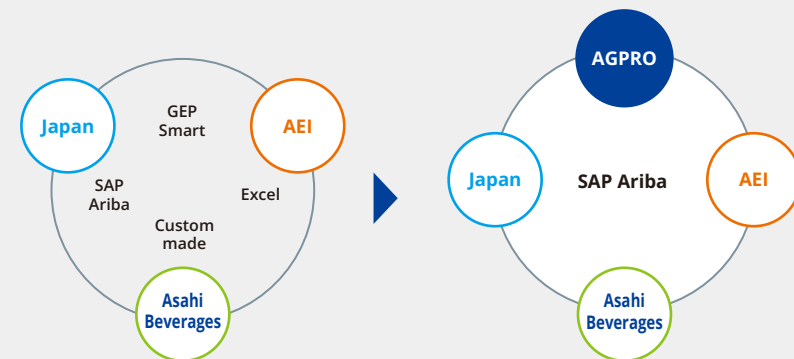 Japan
GEP
Smart
AEI
SAP
Ariba
Excel
Custom
made
Asahi
Beverages
AGPRO
Japan
SAP Ariba
AEI
Asahi
Beverages